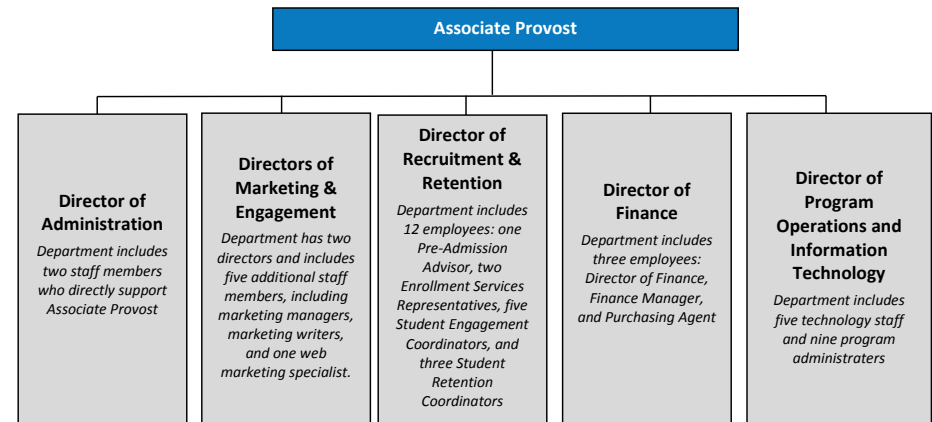 Associate Provost
Director of
Administration
Department includes
two staff members
who directly support
Associate Provost
Directors of
Marketing &
Engagement
Department has two
directors and includes
five additional staff
members, including
marketing managers,
marketing writers,
and one web
marketing specialist.
Director of
Recruitment &
Retention
Department includes
12 employees: one
Pre-Admission
Advisor, two
Enrollment Services
Representatives, five
Student Engagement
Coordinators, and
three Student
Retention
Coordinators
Director of
Finance
Department includes
three employees:
Director of Finance,
Finance Manager,
and Purchasing Agent
Director of
Program
Operations and
Information
Technology
Department includes
five technology staff
and nine program
administraters